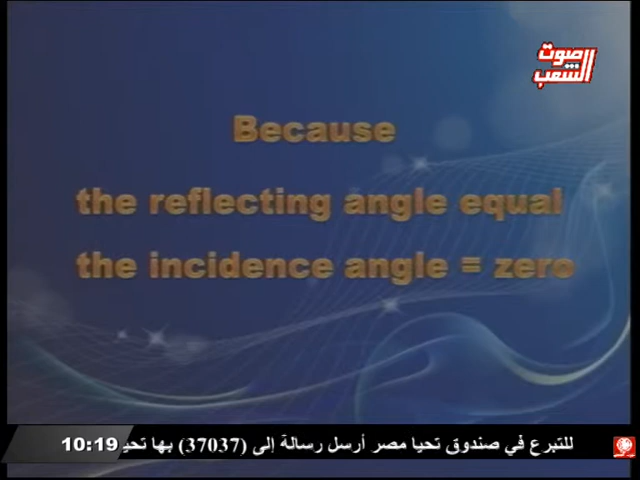 صوت
الشعب
Because
the reflecting angle equal
the incidence angle = zero
للتبرع في صندوق تحيا مصر أرسل رسالة إلى (37037) بها تحيـ
10:19